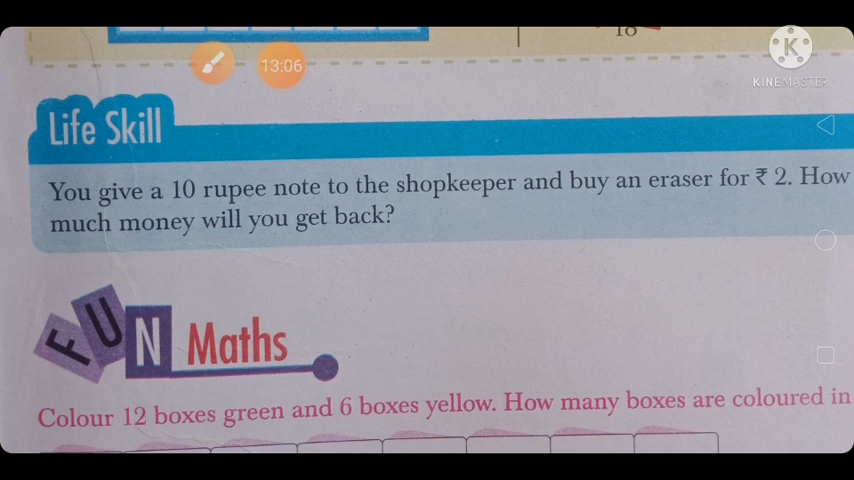 18
13:06
K
KINEMASTER
Life Skill
You give a 10 rupee note to the shopkeeper and buy an eraser for ₹ 2. How
much money will you get back?
FUN Maths
Colour 12 boxes green and 6 boxes yellow. How many boxes are coloured in